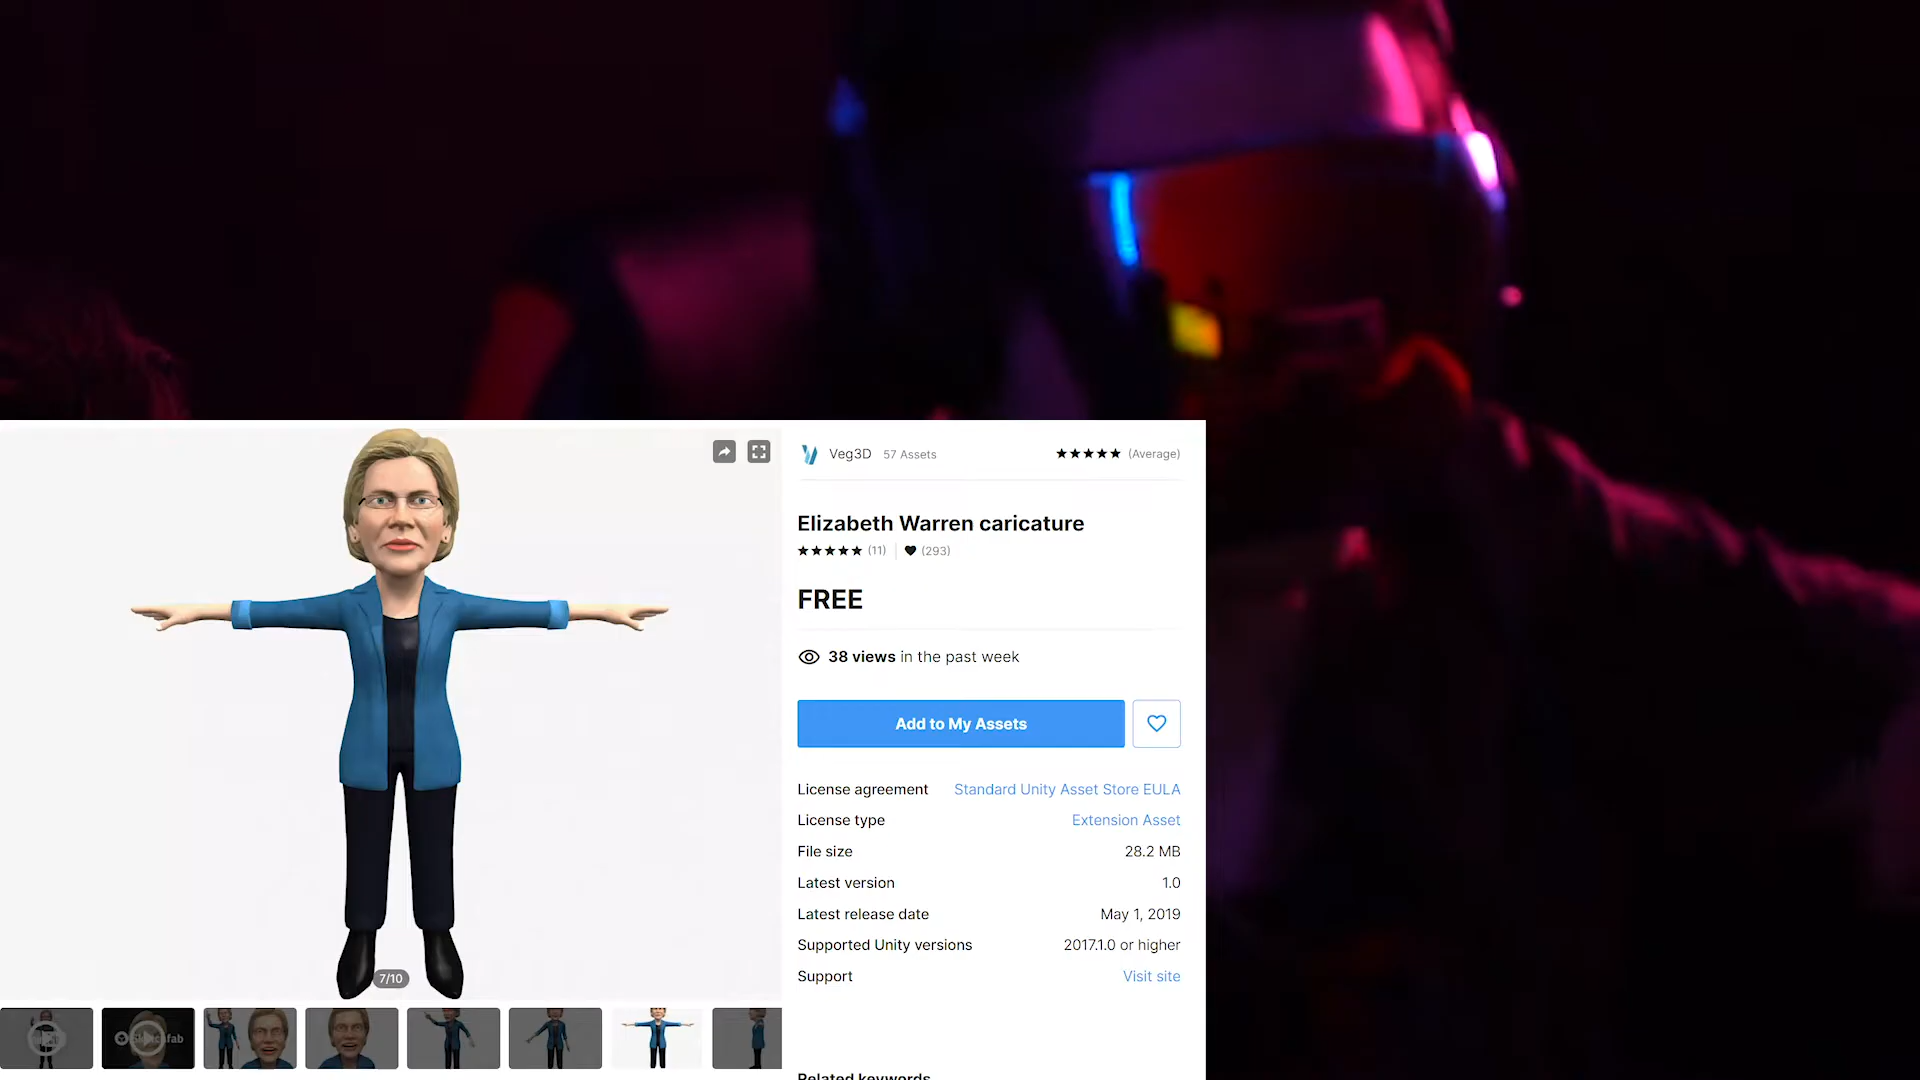 Veg3D 57 Assets ★★★★★ (Average)
Elizabeth Warren caricature
★★★★★ (11) (293)
FREE
38 views in the past week
Add to My Assets
License agreement Standard Unity Asset Store EULA
License type Extension Asset
File size 28.2 MB
Latest version 1.0
Latest release date May 1, 2019
Supported Unity versions 2017.1.0 or higher
Support Visit site
7/10
Related keywords